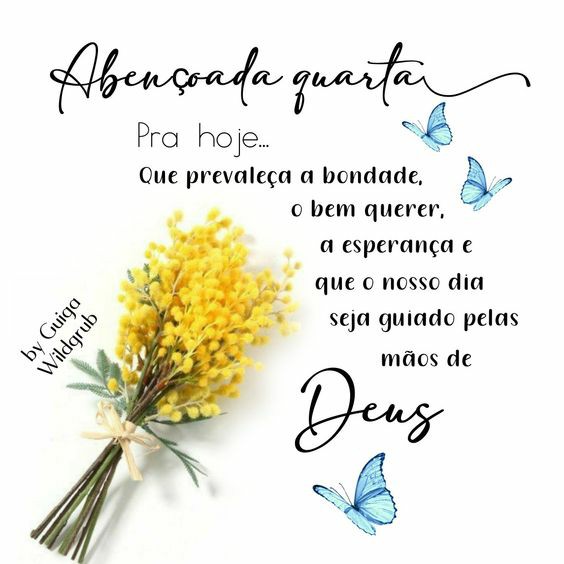 Abençoada quarta
Pra hoje...
Que prevaleça a bondade,
o bem querer,
a esperança e
que o nosso dia
seja guiado pelas
mãos de
Deus
by Guiga
Wildgrub